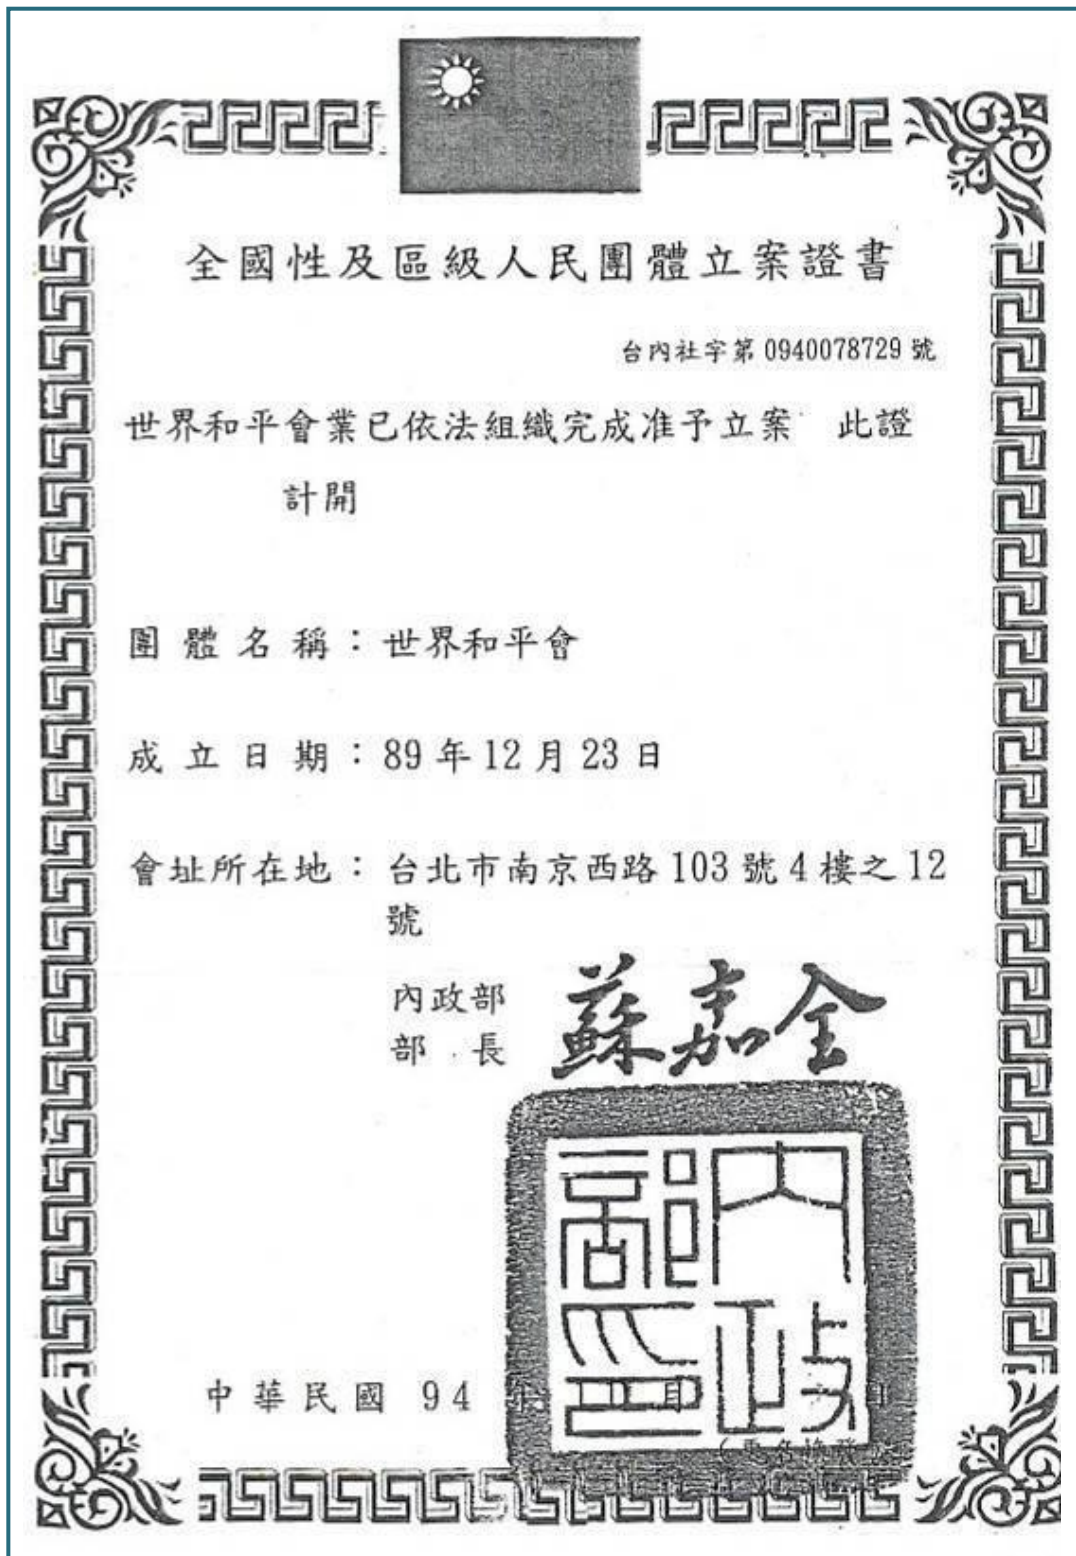 全國性及區級人民團體立案證書
台內社字第 0940078729 號
世界和平會業已依法組織完成准予立案 此證
計開
團體名稱：世界和平會
成立日期：89 年 12 月 23 日
會址所在地：台北市南京西路 103 號 4 樓之 12
號
內政部
部長
蘇嘉全
內政部印
中華民國 94 年 月 日